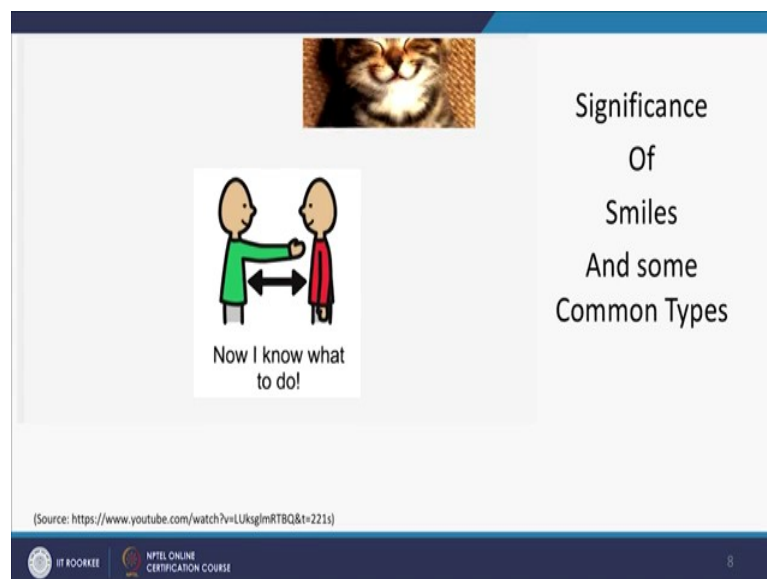 Significance
Of
Smiles
And some
Common Types
Now I know what
to do!
(Source: https://www.youtube.com/watch?v=LUksglmRTBQ&t=221s)
IIT ROORKEE
NPTEL ONLINE
CERTIFICATION COURSE
8